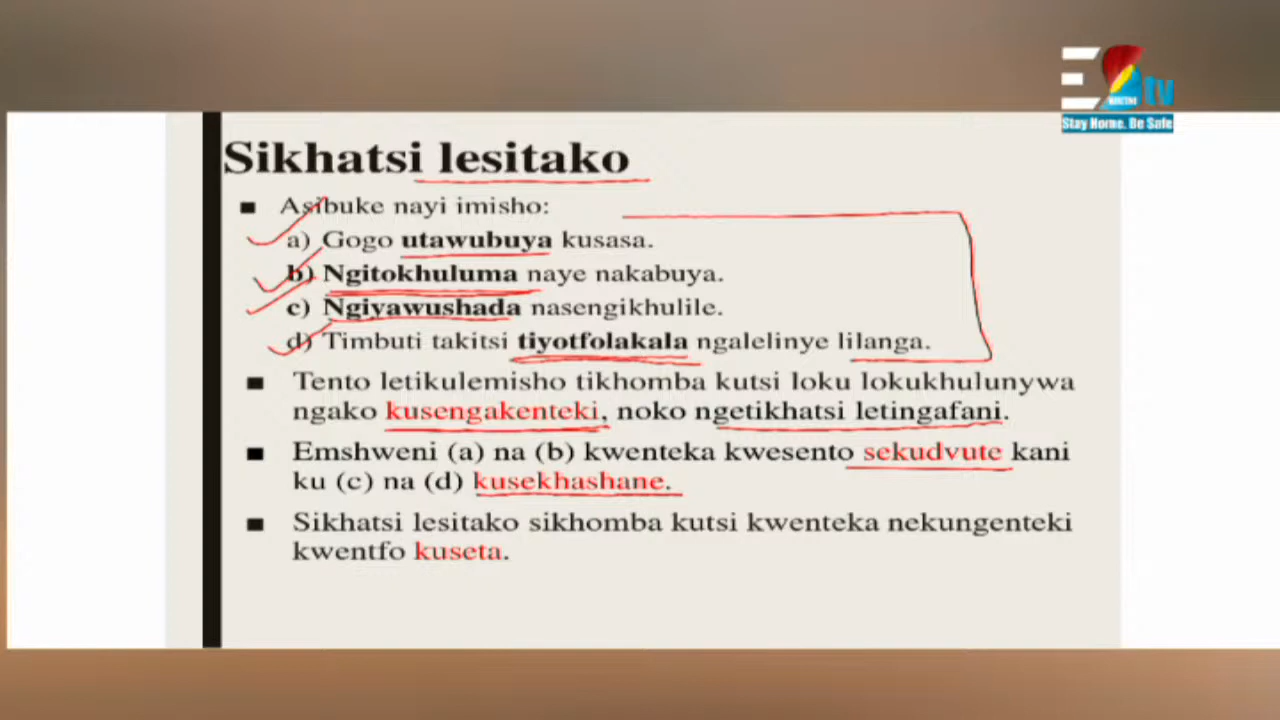 E tv
Stay Home. Be Safe
Sikhatsi lesitako
Asibuke nayi imisho:
a) Gogo utawubuya kusasa.
b) Ngitokhuluma naye nakabuya.
c) Ngiyawushada nasengikhulile.
d) Timbuti takitsi tiyotfolakala ngalelinye lilanga.
Tento letikulemisho tikhomba kutsi loku lokukhulunywa
ngako kusengakenteki, noko ngetikhatsi letingafani.
Emshweni (a) na (b) kwenteka kwesento sekudvute kani
ku (c) na (d) kusekhashane.
Sikhatsi lesitako sikhomba kutsi kwenteka nekungenteki
kwentfo kuseta.